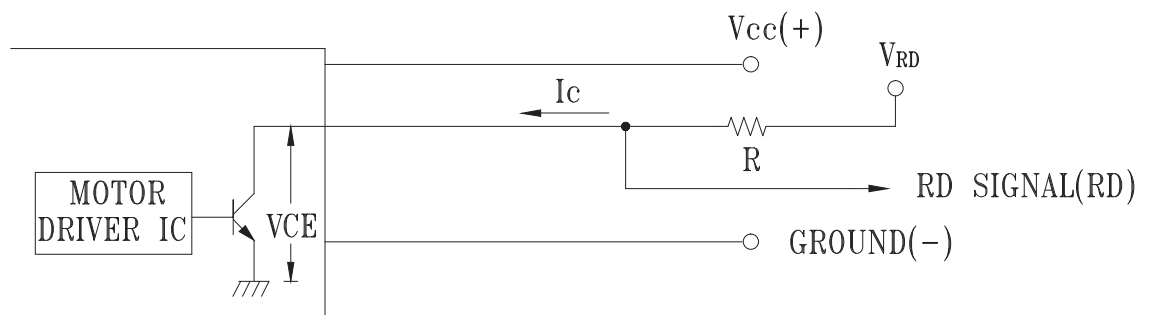 Vcc(+)
VRD
Ic
R
MOTOR
DRIVER IC
VCE
RD SIGNAL(RD)
GROUND(-)